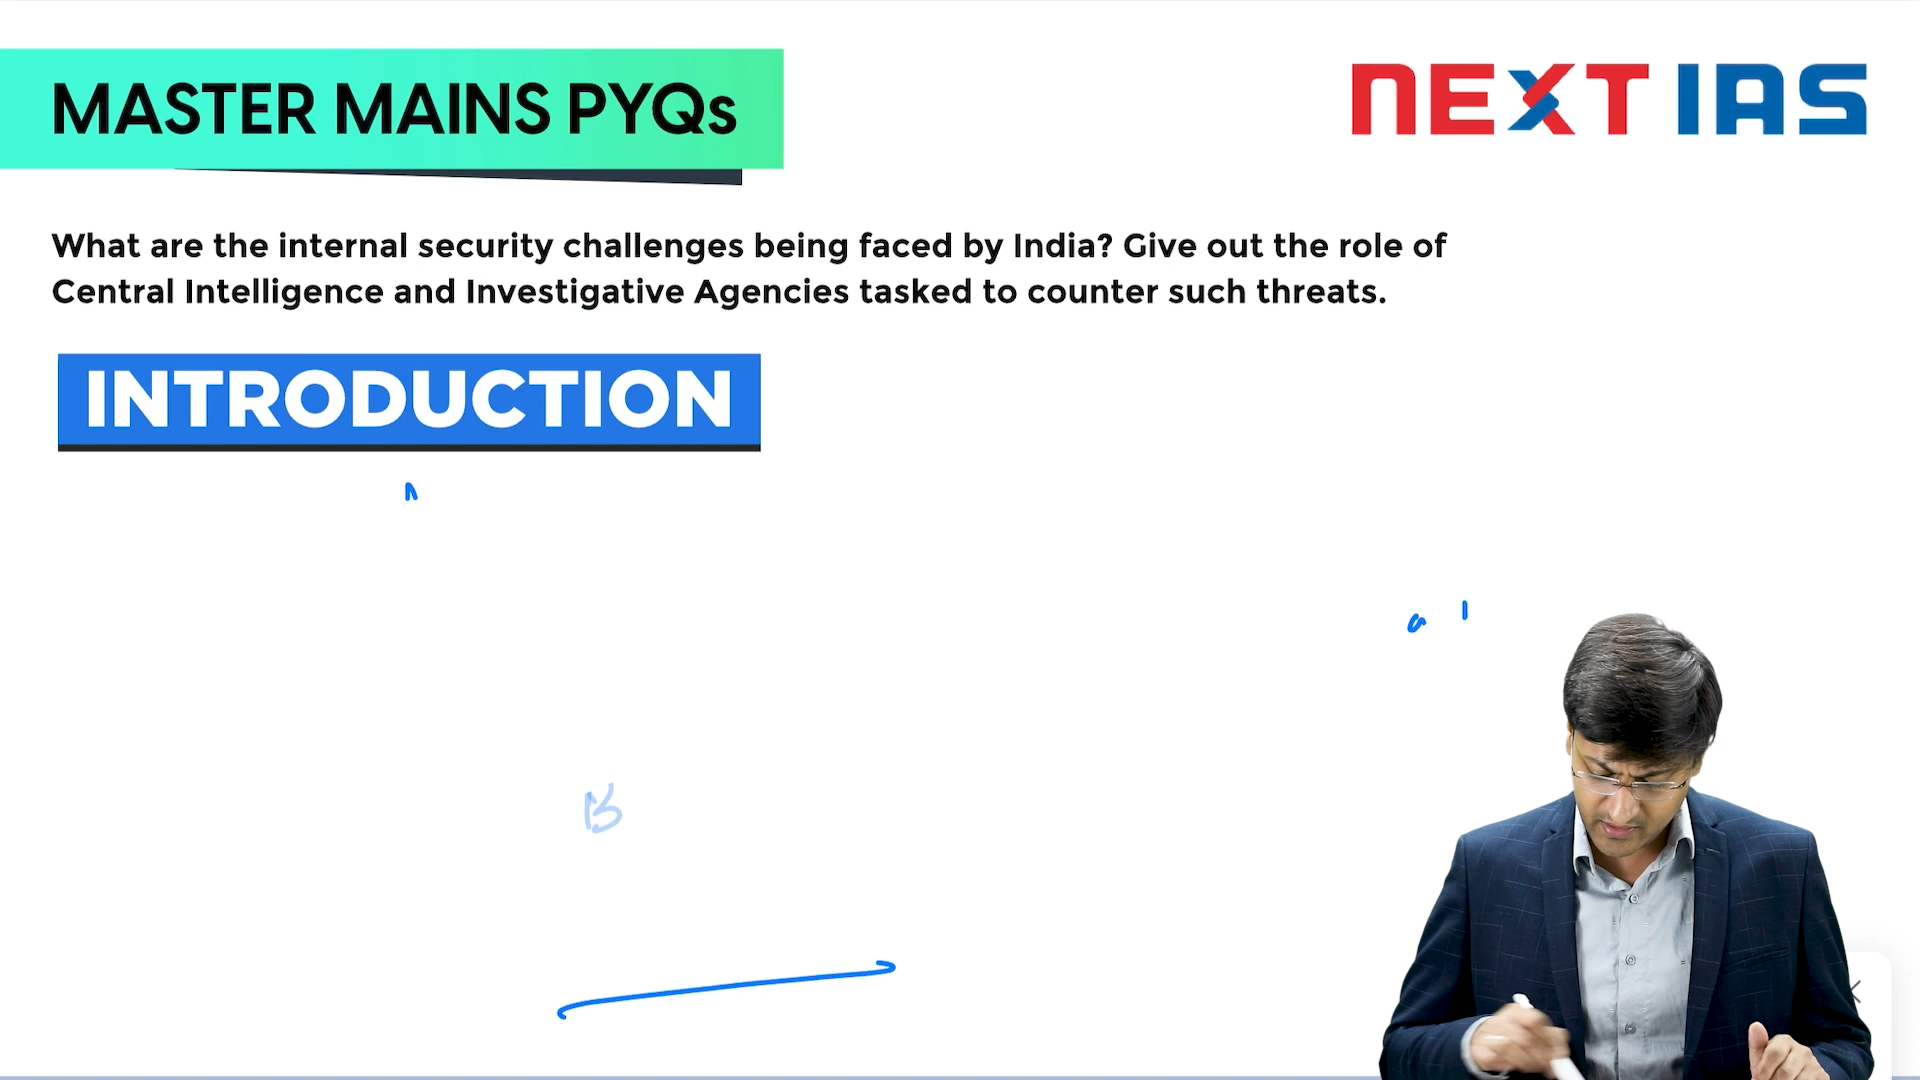 MASTER MAINS PYQs
NEXT IAS
What are the internal security challenges being faced by India? Give out the role of
Central Intelligence and Investigative Agencies tasked to counter such threats.
INTRODUCTION